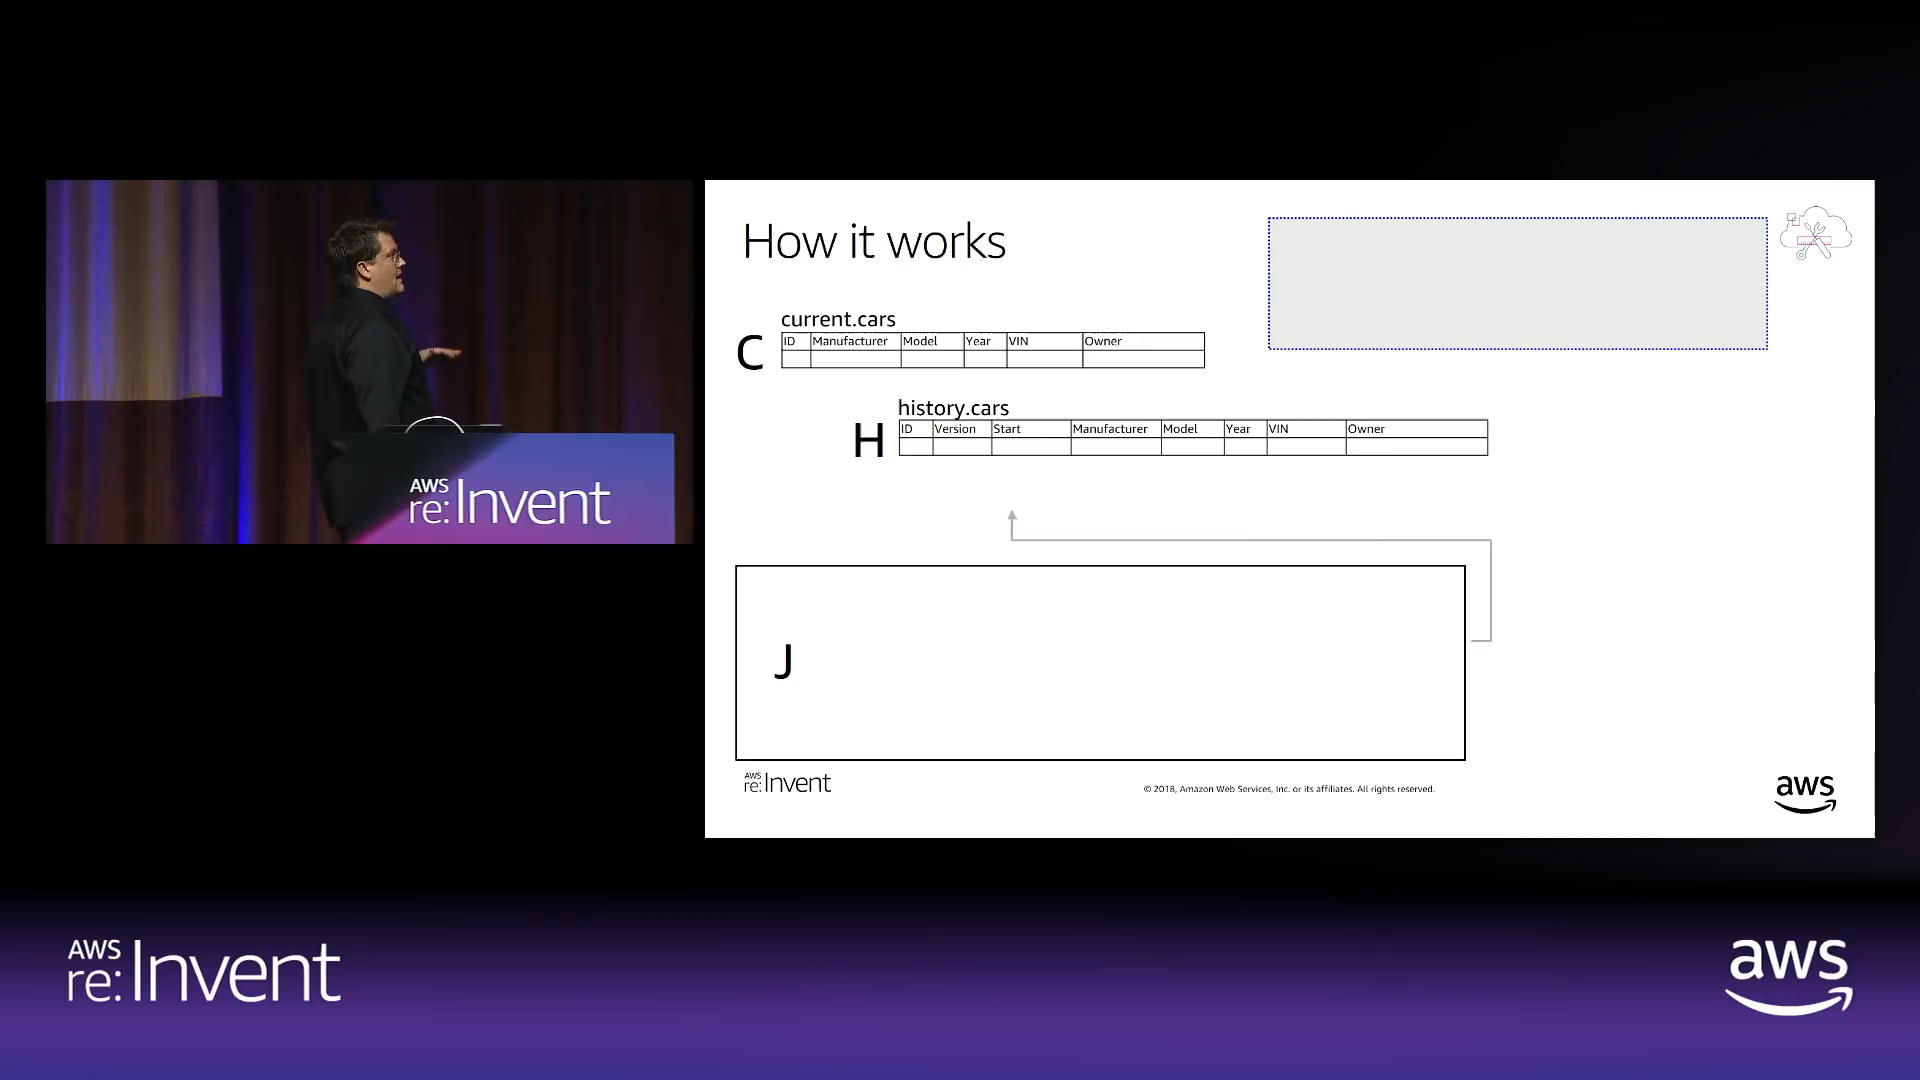 How it works
current.cars
C
ID Manufacturer Model Year VIN Owner
history.cars
H
ID Version Start Manufacturer Model Year VIN Owner
J
AWS
re:Invent
© 2018, Amazon Web Services, Inc. or its affiliates. All rights reserved.
aws
AWS
re:Invent
AWS
re:Invent
aws